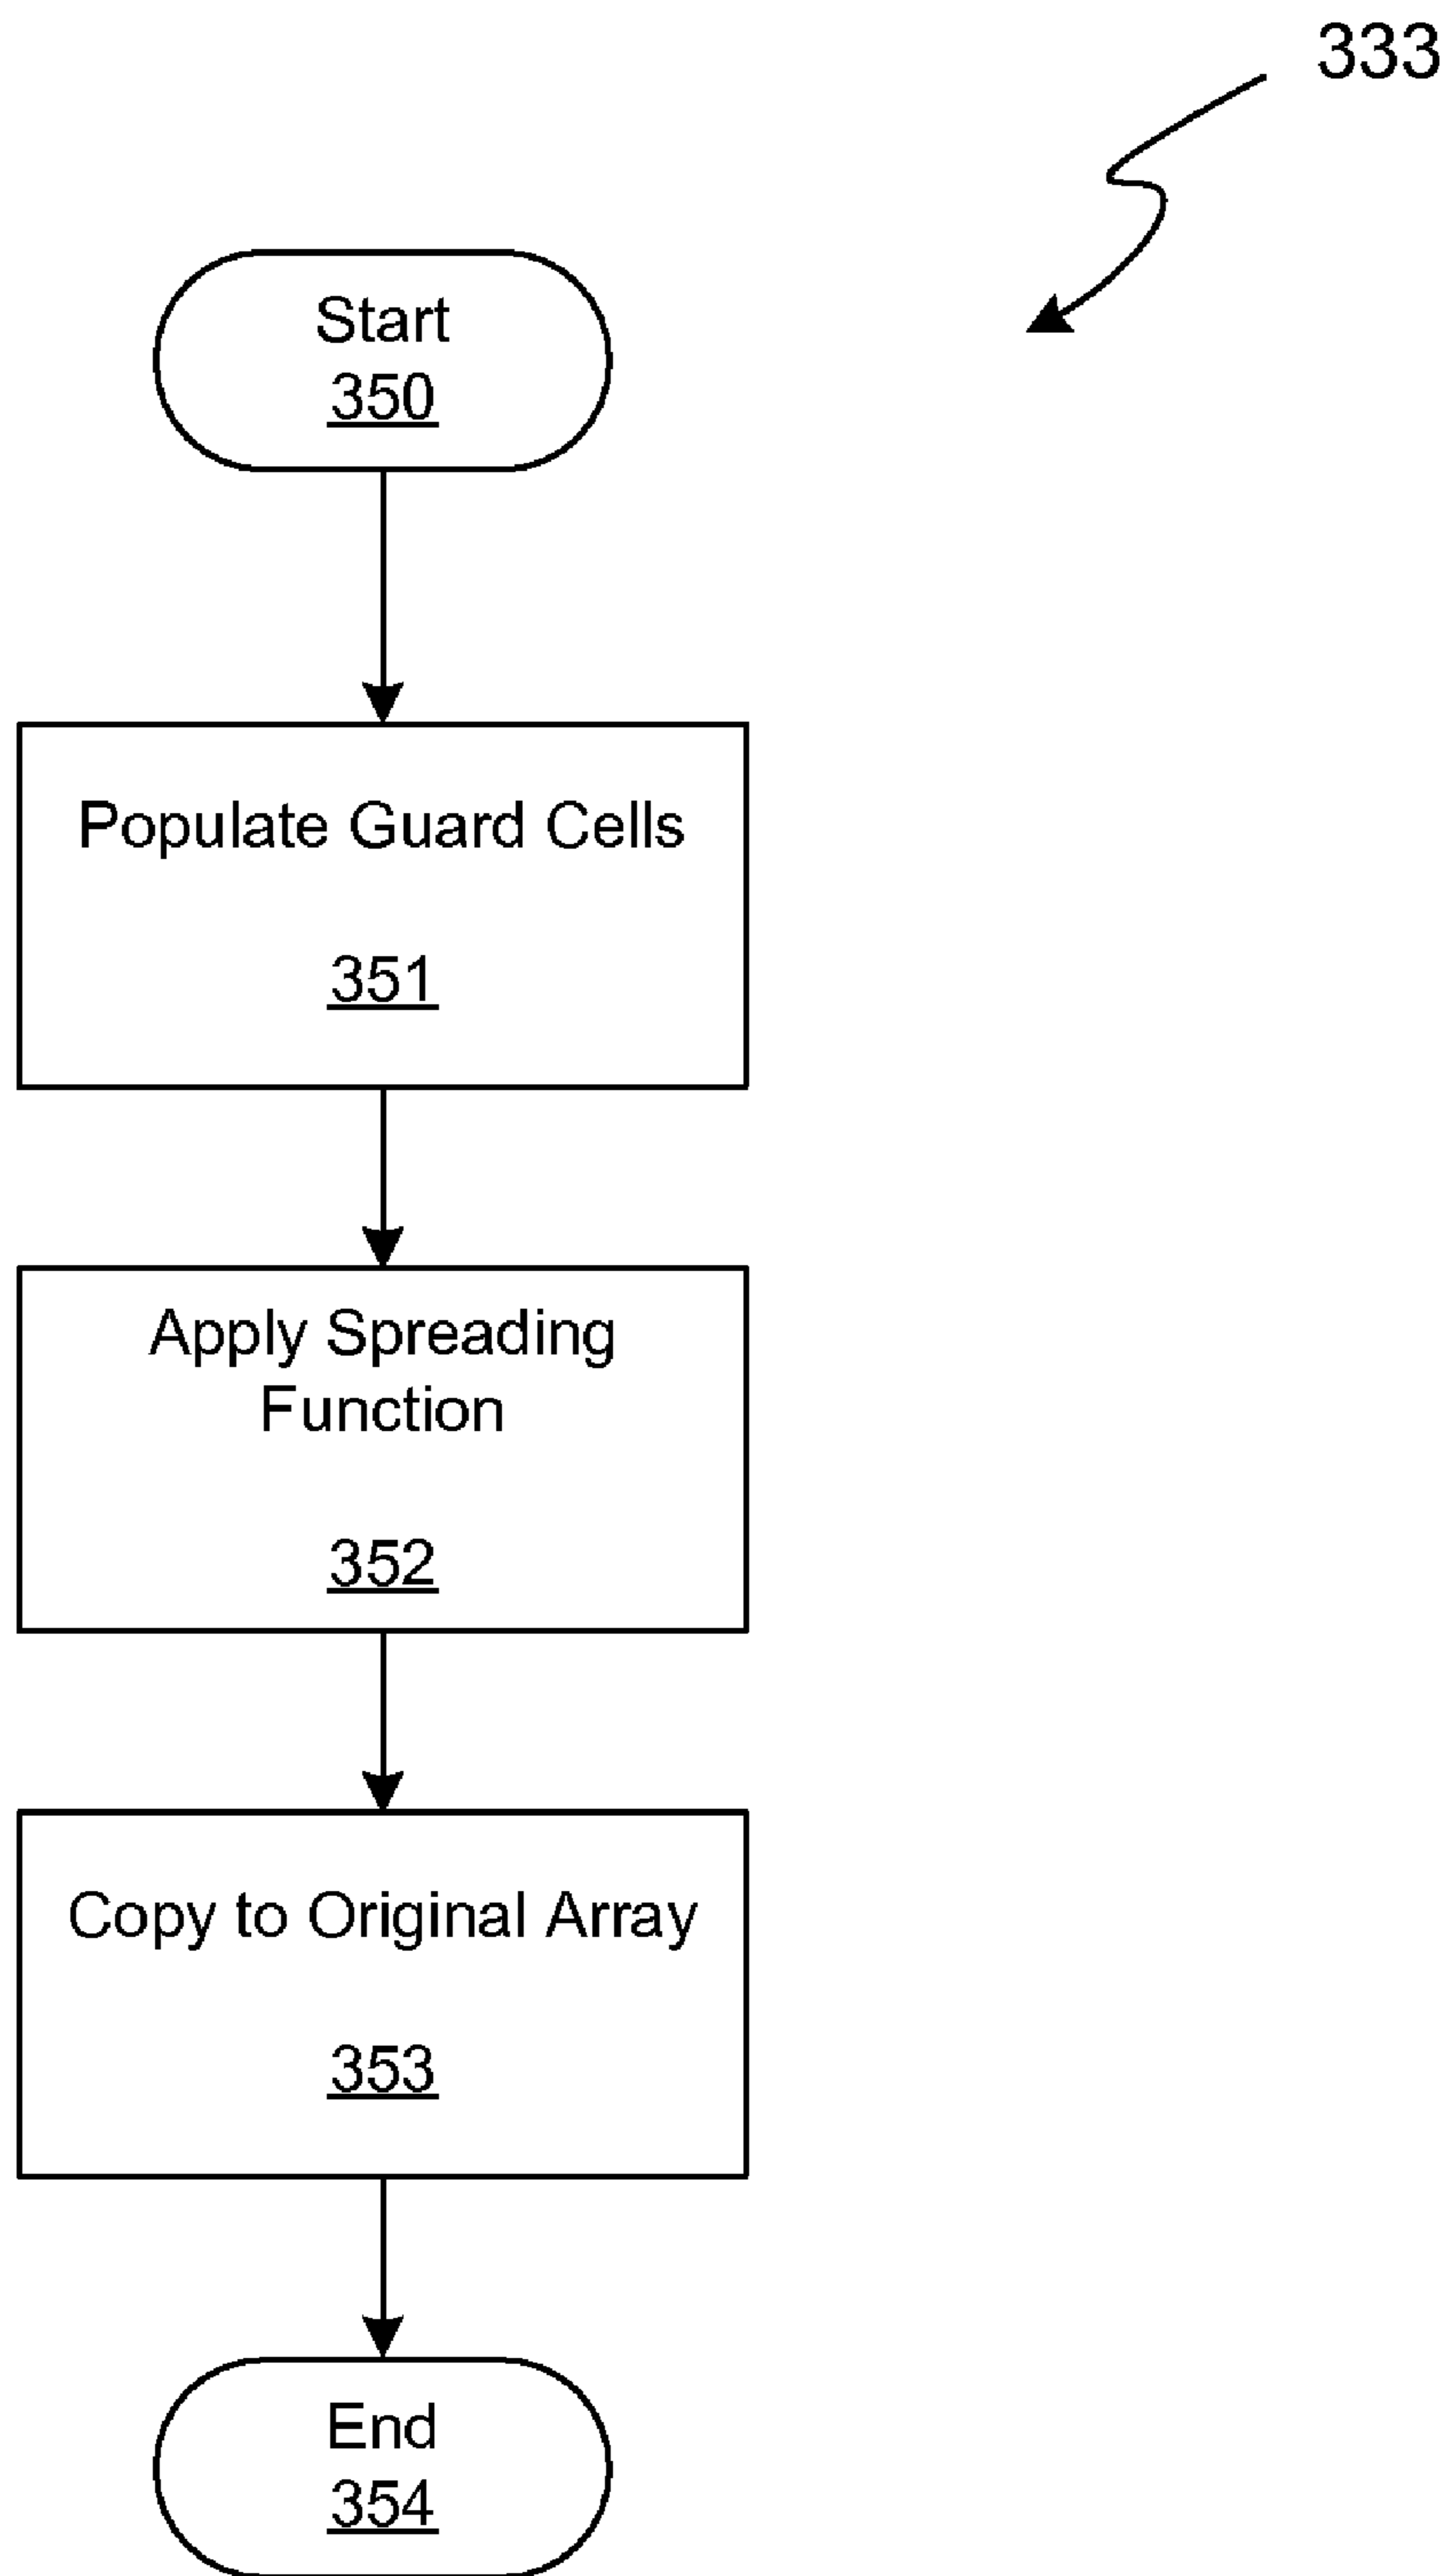 333
Start
350
Populate Guard Cells
351
Apply Spreading
Function
352
Copy to Original Array
353
End
354